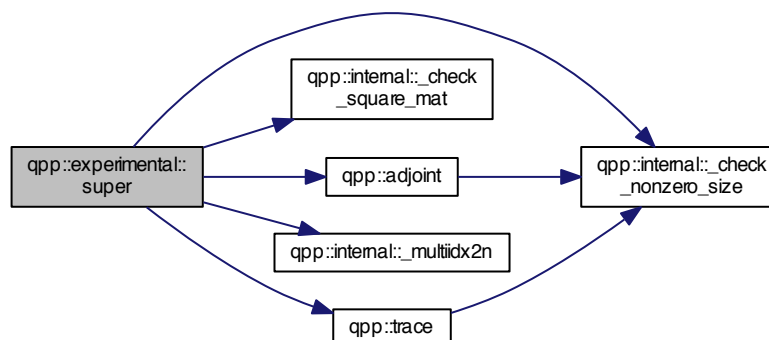 qpp::internal::_check
_square_mat
qpp::experimental::
super
qpp::adjoint
qpp::internal::_check
_nonzero_size
qpp::internal::_multiidx2n
qpp::trace